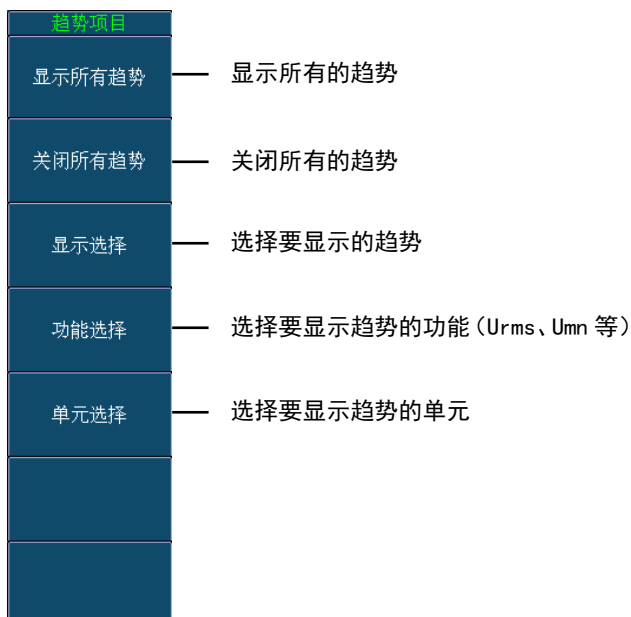 趋势项目
显示所有趋势
显示所有的趋势
关闭所有趋势
关闭所有的趋势
显示选择
选择要显示的趋势
功能选择
选择要显示趋势的功能(Urms、Umn 等)
单元选择
选择要显示趋势的单元